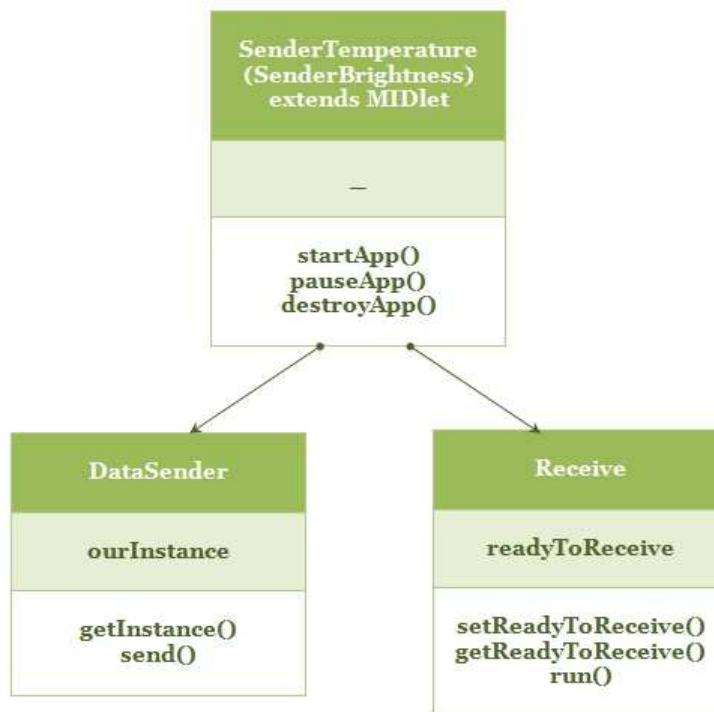 SenderTemperature
(SenderBrightness)
extends MIDlet
–
startApp()
pauseApp()
destroyApp()
DataSender
ourInstance
getInstance()
send()
Receive
readyToReceive
setReadyToReceive()
getReadyToReceive()
run()